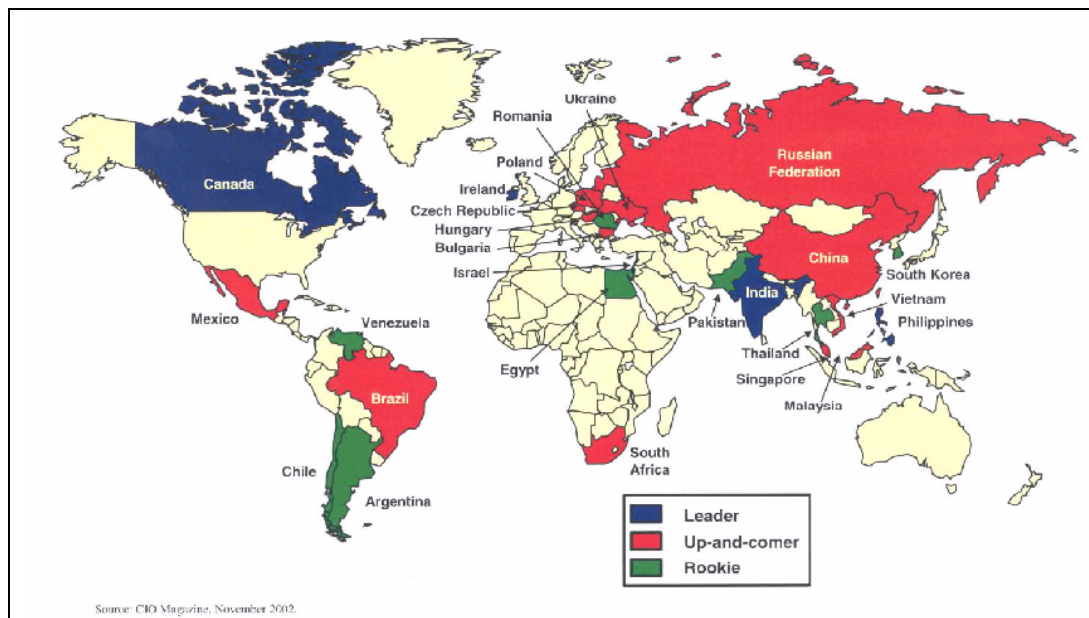 Ukraine
Romania
Poland
Russian
Federation
Canada
Ireland
Czech Republic
Hungary
Bulgaria
China
Israel
South Korea
India
Mexico
Venezuela
Pakistan
Vietnam
Philippines
Thailand
Egypt
Singapore
Malaysia
Brazil
South
Africa
Chile
Argentina
Leader
Up-and-comer
Rookie
Source: CIO Magazine, November 2002.